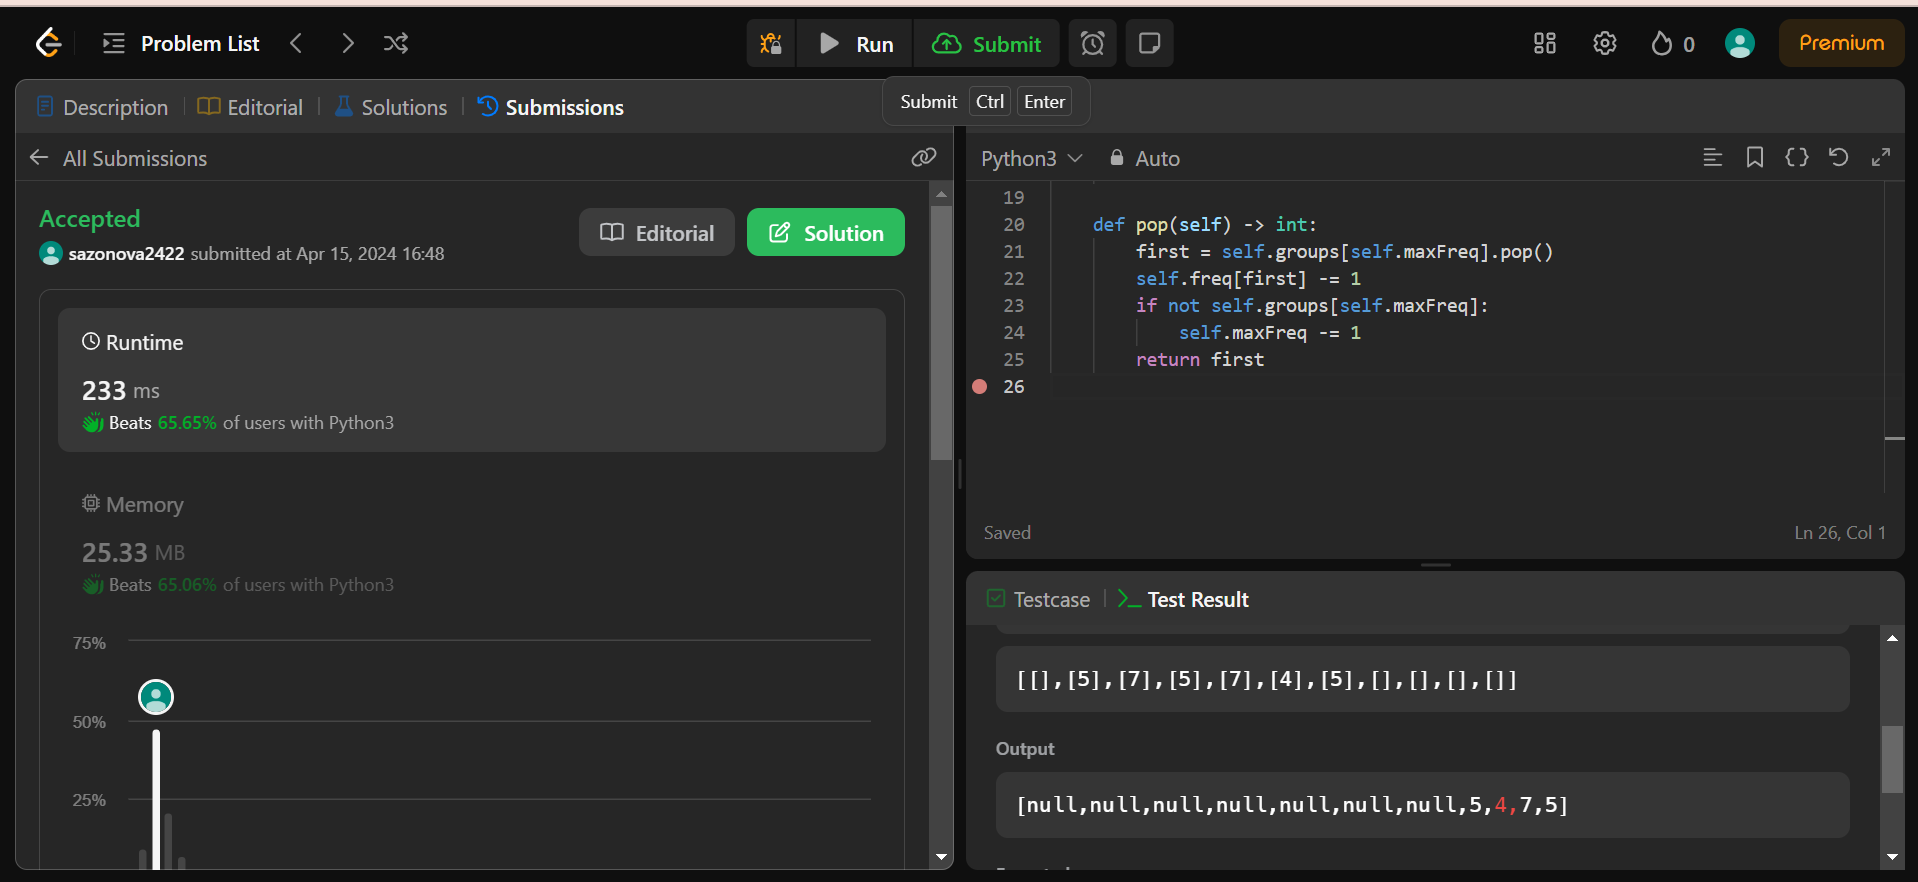 Problem List
Run
Submit
0
Premium
Description
Editorial
Solutions
Submissions
Submit Ctrl Enter
All Submissions
Accepted
sazonova2422 submitted at Apr 15, 2024 16:48
Editorial
Solution
Runtime
233 ms
Beats 65.65% of users with Python3
Memory
25.33 MB
Beats 65.06% of users with Python3
75%
50%
25%
Python3
Auto
19
20 def pop(self) -> int:
21 first = self.groups[self.maxFreq].pop()
22 self.freq[first] -= 1
23 if not self.groups[self.maxFreq]:
24 self.maxFreq -= 1
25 return first
26
Saved
Ln 26, Col 1
Testcase
Test Result
[[],[5],[7],[5],[7],[4],[5],[],[],[],[]]
Output
[null,null,null,null,null,null,null,5,4,7,5]